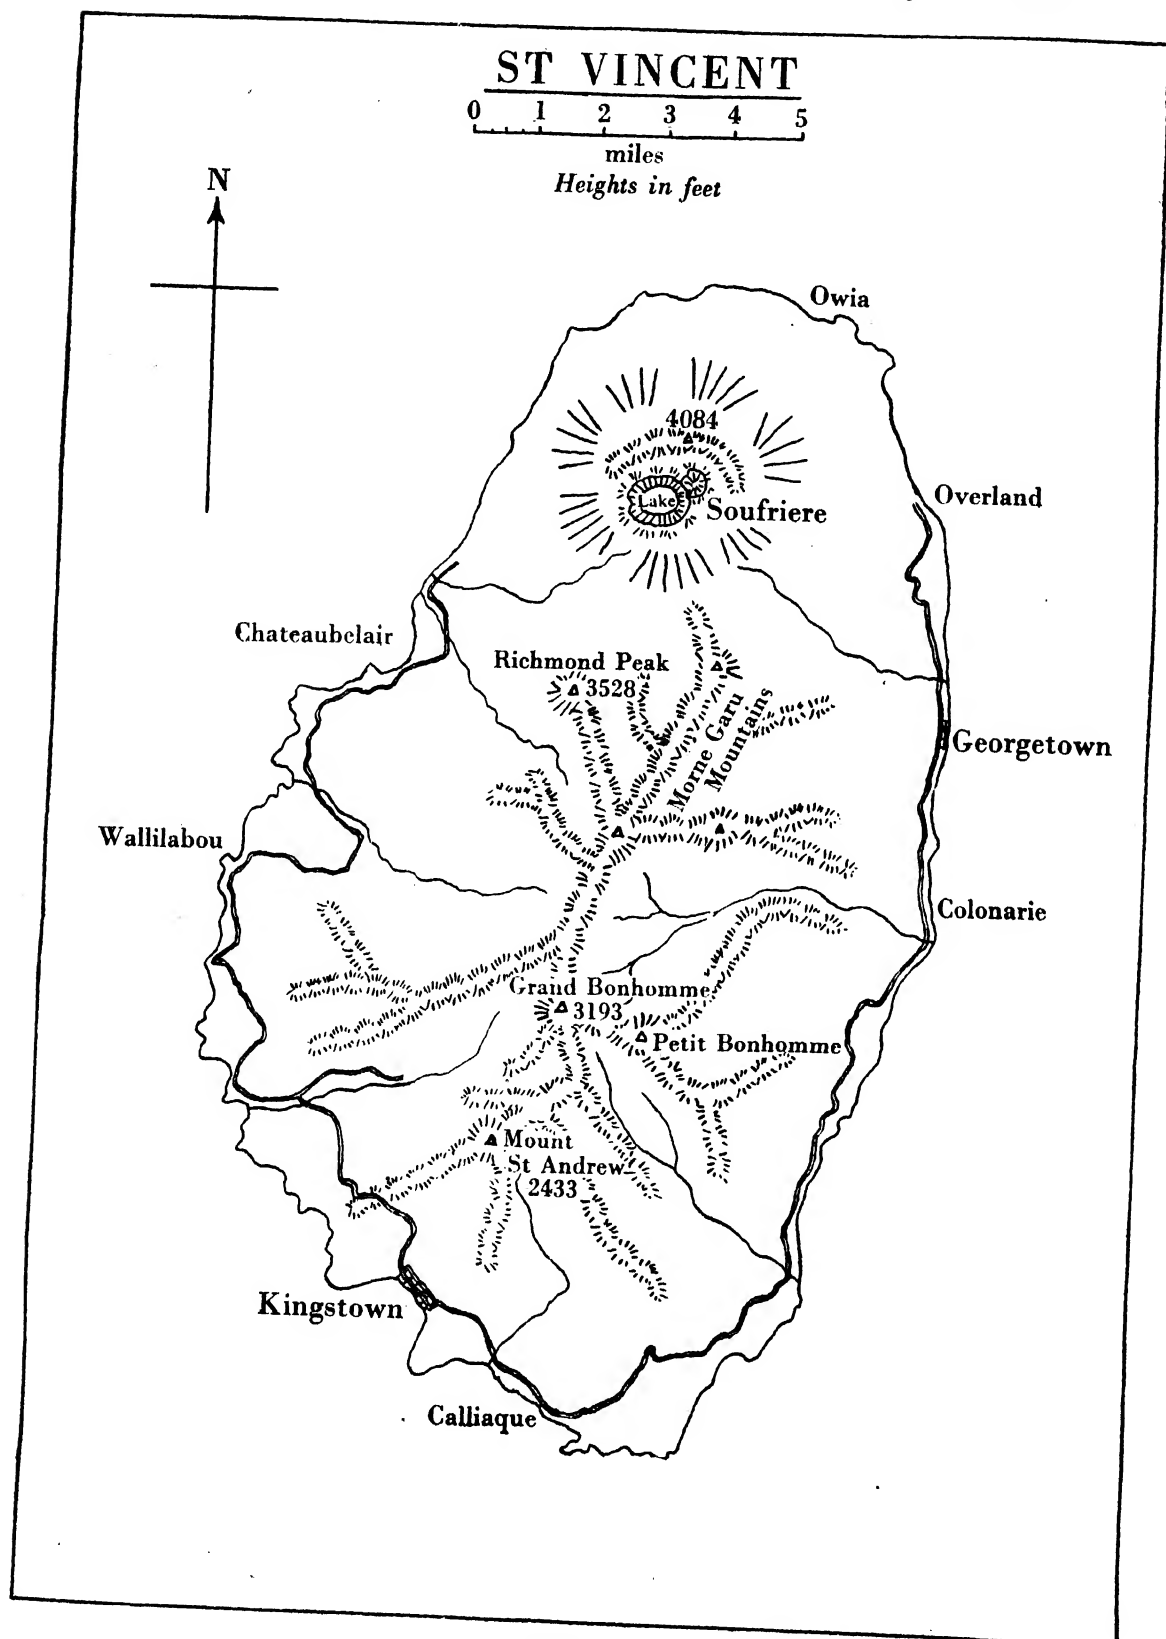 ST VINCENT
0 1 2 3 4 5
miles
Heights in feet
N
Owia
4084
Lake
Soufriere
Overland
Chateaubelair
Richmond Peak
3528
Morne Garu
Mountains
Georgetown
Wallilabou
Colonarie
Grand Bonhomme
3193
Petit Bonhomme
Mount
St Andrew
2433
Kingstown
Calliaque